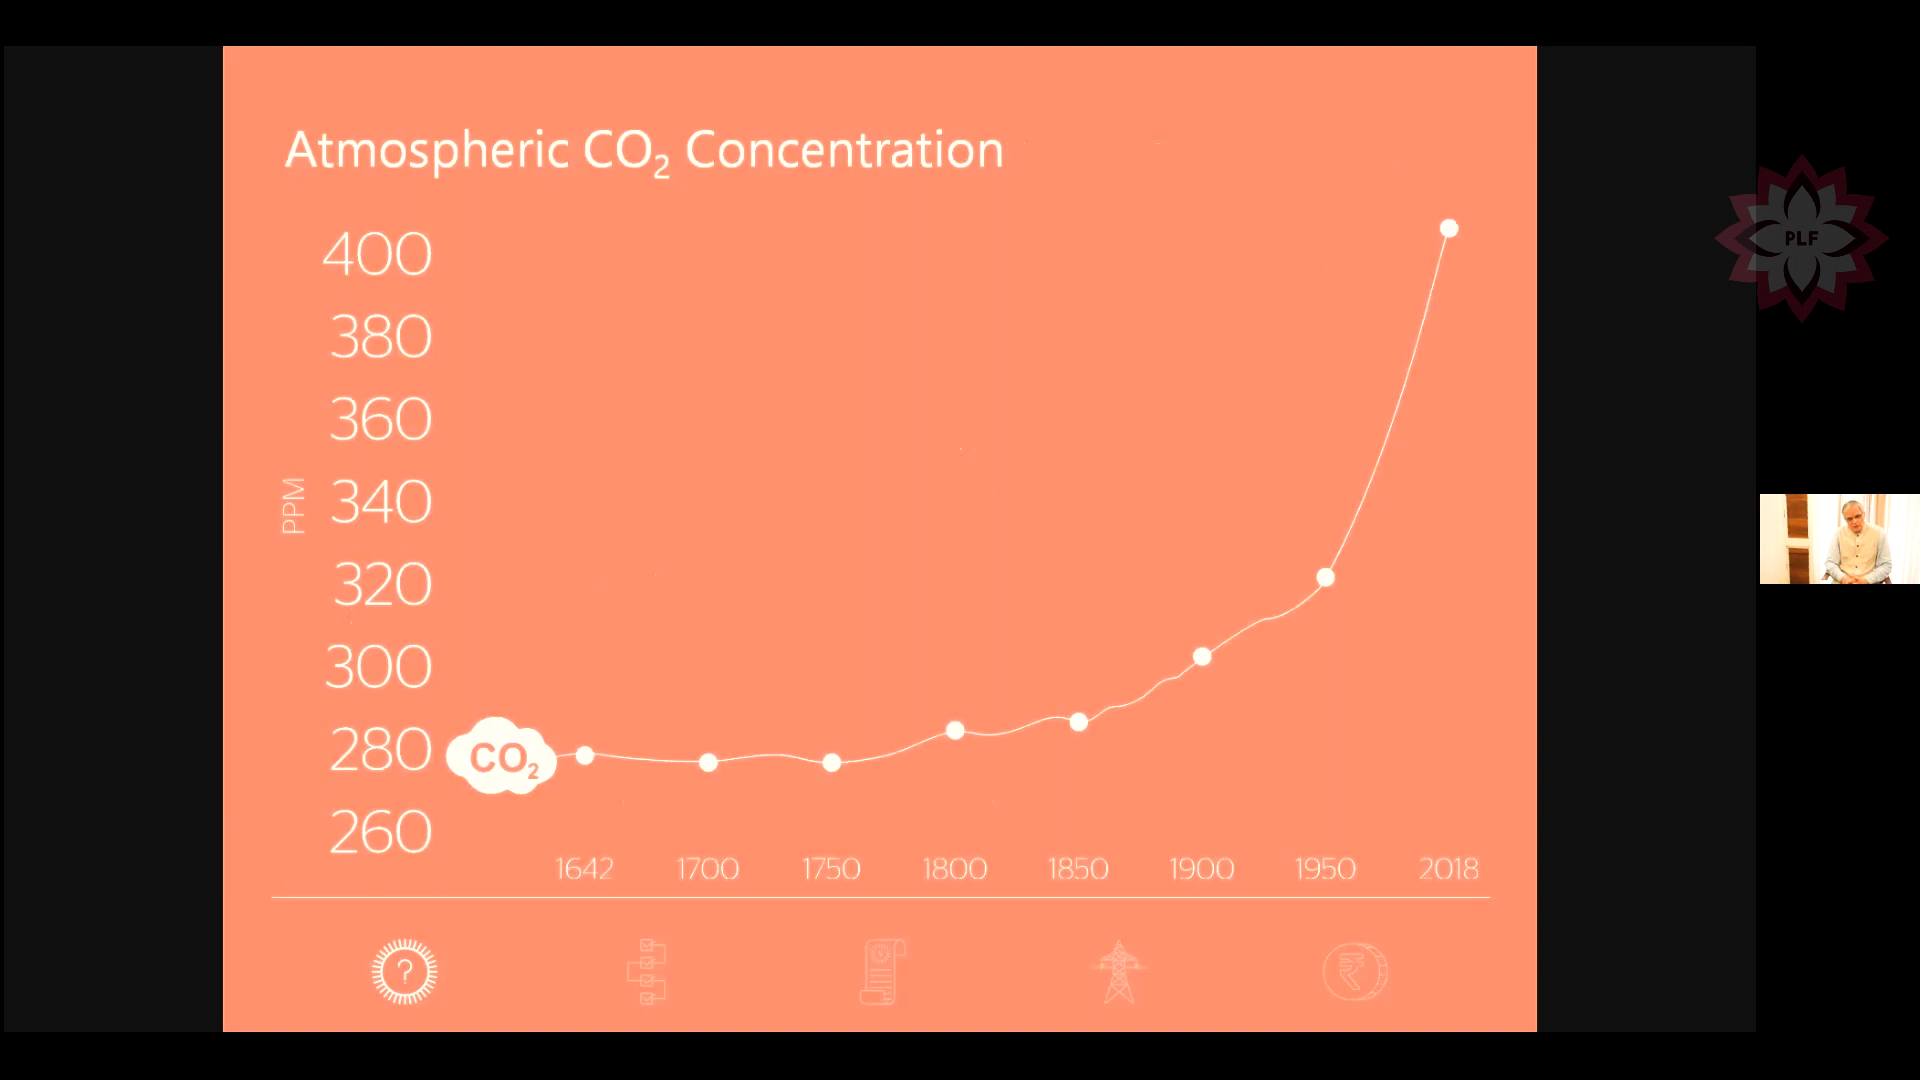 Atmospheric CO₂ Concentration
400
380
360
PPM
340
320
300
280
260
CO₂
1642 1700 1750 1800 1850 1900 1950 2018
?
₹
PLF